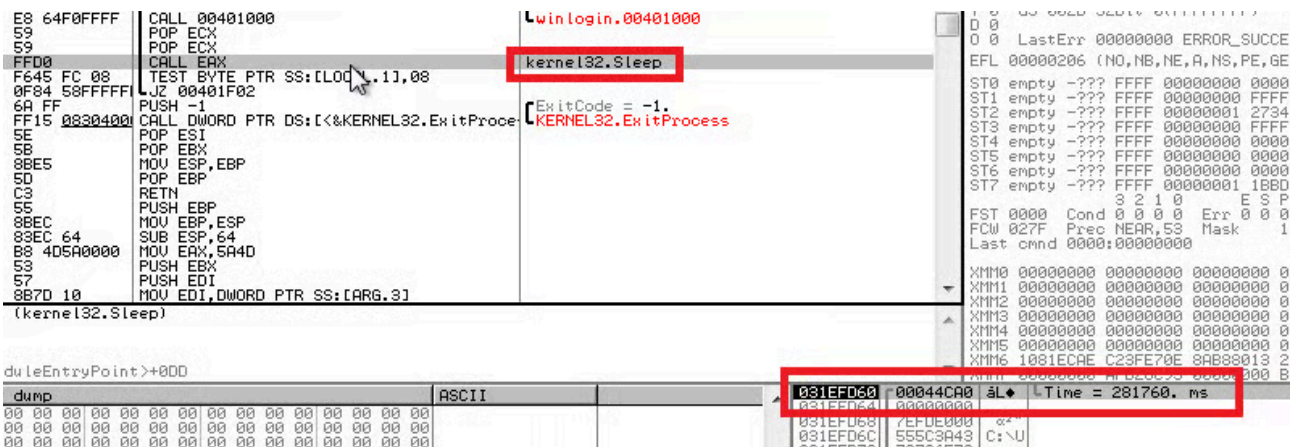 E8 64F0FFFF CALL 00401000 winlogin.00401000
59 POP ECX
59 POP ECX
FFD0 CALL EAX kernel32.Sleep
F645 FC 08 TEST BYTE PTR SS:[LOCAL.1],08
0F84 58FFFFFF JZ 00401F02
6A FF PUSH -1 ExitCode = -1.
FF15 08304000 CALL DWORD PTR DS:[<&KERNEL32.ExitProce KERNEL32.ExitProcess
5E POP ESI
5B POP EBX
8BE5 MOV ESP,EBP
5D POP EBP
C3 RETN
55 PUSH EBP
8BEC MOV EBP,ESP
83EC 64 SUB ESP,64
B8 4D5A0000 MOV EAX,5A4D
53 PUSH EBX
57 PUSH EDI
8B7D 10 MOV EDI,DWORD PTR SS:[ARG.3]
(kernel32.Sleep)
duleEntryPoint>+0DD
D 0
O 0 LastErr 00000000 ERROR_SUCCE
EFL 00000206 (NO,NB,NE,A,NS,PE,GE
ST0 empty -??? FFFF 00000000 0000
ST1 empty -??? FFFF 00000000 FFFF
ST2 empty -??? FFFF 00000001 2734
ST3 empty -??? FFFF 00000000 FFFF
ST4 empty -??? FFFF 00000000 0000
ST5 empty -??? FFFF 00000000 0000
ST6 empty -??? FFFF 00000000 0000
ST7 empty -??? FFFF 00000001 1BBD
3 2 1 0 E S P
FST 0000 Cond 0 0 0 0 Err 0 0 0
FCW 027F Prec NEAR,53 Mask 1
Last cmnd 0000:00000000
XMM0 00000000 00000000 00000000 0
XMM1 00000000 00000000 00000000 0
XMM2 00000000 00000000 00000000 0
XMM3 00000000 00000000 00000000 0
XMM4 00000000 00000000 00000000 0
XMM5 00000000 00000000 00000000 0
XMM6 1081ECAE C23FE70E 8AB88013 2
dump ASCII
00 00 00 00 00 00 00 00 00 00 00 00
00 00 00 00 00 00 00 00 00 00 00 00
00 00 00 00 00 00 00 00 00 00 00 00
031EFD60 00044CA0 áL♦ Time = 281760. ms
031EFD64 00000000
031EFD68 7EFDE000
031EFD6C 555C3A43 C:\U